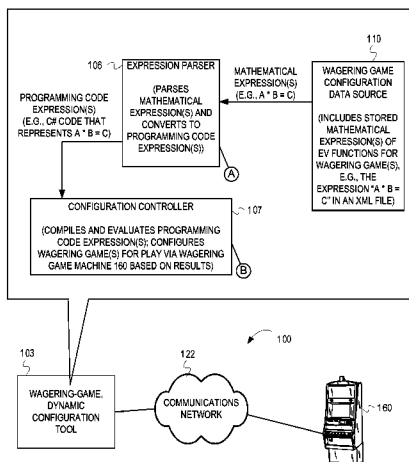 106
EXPRESSION PARSER
(PARSES
MATHEMATICAL
EXPRESSION(S) AND
CONVERTS TO
PROGRAMMING CODE
EXPRESSION(S))
A
MATHEMATICAL
EXPRESSION(S)
(E.G., A * B = C)
110
WAGERING GAME
CONFIGURATION
DATA SOURCE
(INCLUDES STORED
MATHEMATICAL
EXPRESSION(S) OF
EV FUNCTIONS FOR
WAGERING GAME(S),
E.G., THE
EXPRESSION "A * B =
C" IN AN XML FILE)
PROGRAMMING CODE
EXPRESSION(S)
(E.G., C# CODE THAT
REPRESENTS A * B = C)
CONFIGURATION CONTROLLER
107
(COMPILES AND EVALUATES PROGRAMMING
CODE EXPRESSION(S); CONFIGURES
WAGERING GAME(S) FOR PLAY VIA WAGERING
GAME MACHINE 160 BASED ON RESULTS)
B
100
103
WAGERING-GAME,
DYNAMIC
CONFIGURATION
TOOL
122
COMMUNICATIONS
NETWORK
160